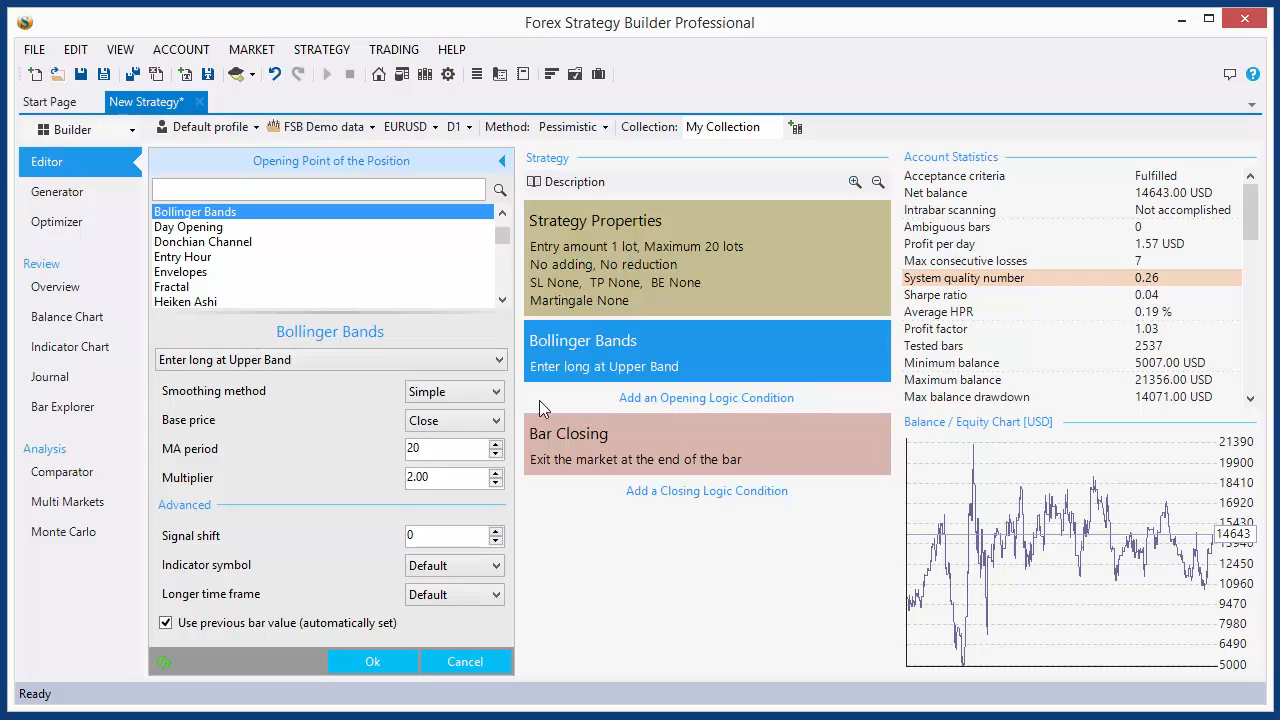 Forex Strategy Builder Professional
FILE EDIT VIEW ACCOUNT MARKET STRATEGY TRADING HELP
Start Page New Strategy*
Builder Default profile FSB Demo data EURUSD D1 Method: Pessimistic Collection: My Collection
Editor
Generator
Optimizer
Review
Overview
Balance Chart
Indicator Chart
Journal
Bar Explorer
Analysis
Comparator
Multi Markets
Monte Carlo
Opening Point of the Position
Bollinger Bands
Day Opening
Donchian Channel
Entry Hour
Envelopes
Fractal
Heiken Ashi
Bollinger Bands
Enter long at Upper Band
Smoothing method Simple
Base price Close
MA period 20
Multiplier 2.00
Advanced
Signal shift 0
Indicator symbol Default
Longer time frame Default
Use previous bar value (automatically set)
Ok Cancel
Strategy
Description
Strategy Properties
Entry amount 1 lot, Maximum 20 lots
No adding, No reduction
SL None, TP None, BE None
Martingale None
Bollinger Bands
Enter long at Upper Band
Add an Opening Logic Condition
Bar Closing
Exit the market at the end of the bar
Add a Closing Logic Condition
Account Statistics
Acceptance criteria Fulfilled
Net balance 14643.00 USD
Intrabar scanning Not accomplished
Ambiguous bars 0
Profit per day 1.57 USD
Max consecutive losses 7
System quality number 0.26
Sharpe ratio 0.04
Average HPR 0.19 %
Profit factor 1.03
Tested bars 2537
Minimum balance 5007.00 USD
Maximum balance 21356.00 USD
Max balance drawdown 14071.00 USD
Balance / Equity Chart [USD]
21390
19900
18410
16920
15430
14643
13940
12450
10960
9470
7980
6490
5000
Ready